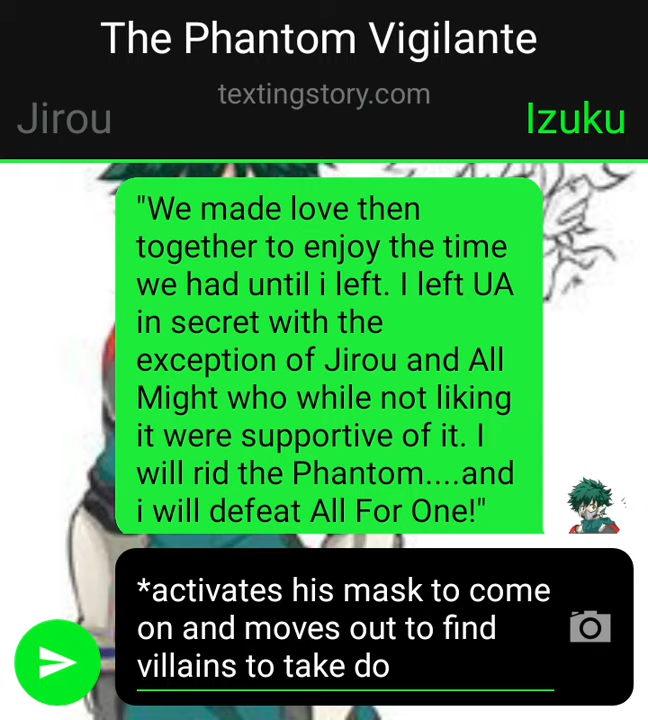 The Phantom Vigilante
textingstory.com
Jirou
Izuku
"We made love then
together to enjoy the time
we had until i left. I left UA
in secret with the
exception of Jirou and All
Might who while not liking
it were supportive of it. I
will rid the Phantom....and
i will defeat All For One!"
*activates his mask to come
on and moves out to find
villains to take do